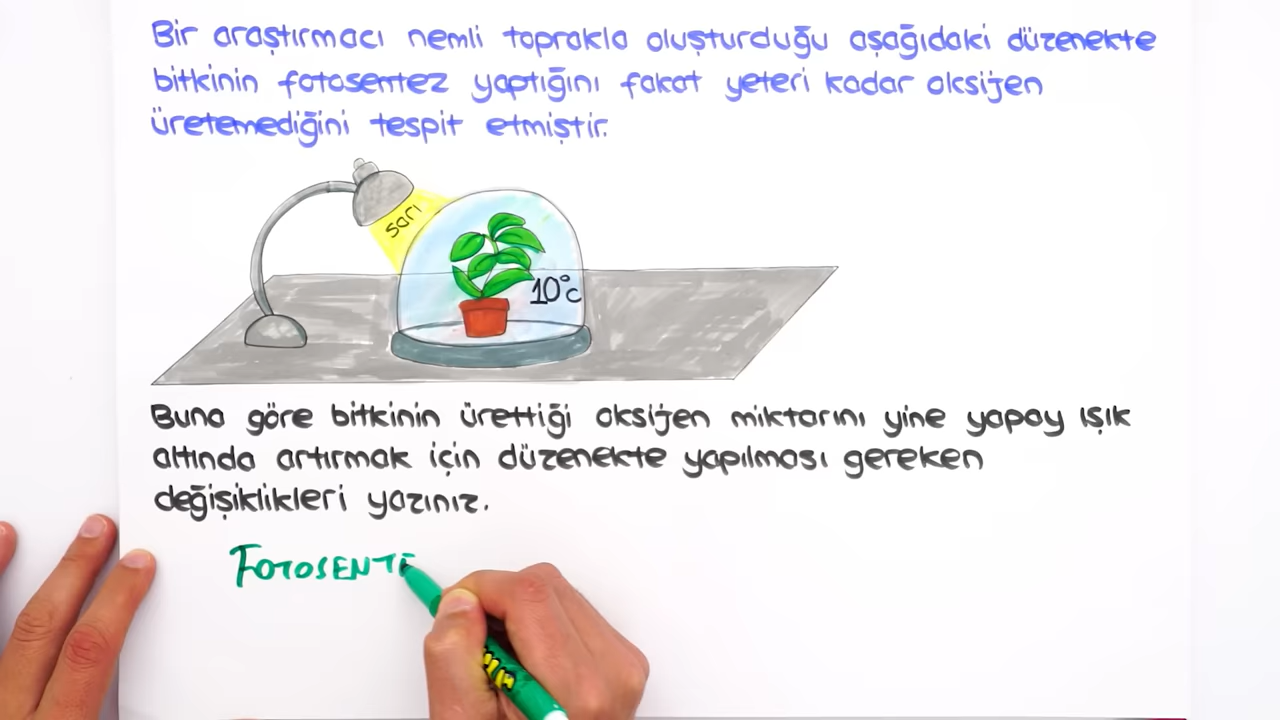 Bir araştırmacı nemli toprakla oluşturduğu aşağıdaki düzenekte
bitkinin fotosentez yaptığını fakat yeteri kadar oksijen
üretemediğini tespit etmiştir.
sarı
10°c
Buna göre bitkinin ürettiği oksijen miktarını yine yapay ışık
altında artırmak için düzenekte yapılması gereken
değişiklikleri yazınız.
FOTOSENTE